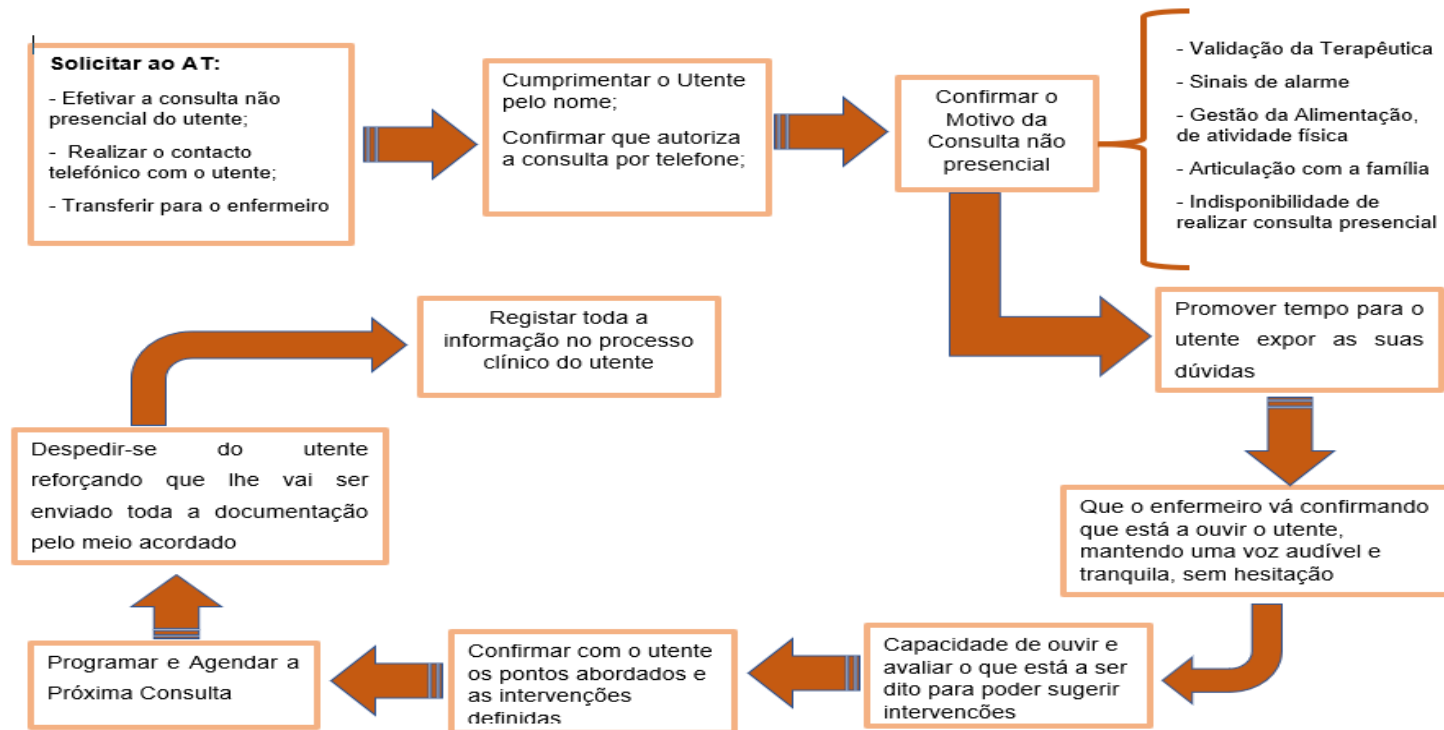 Solicitar ao AT:
- Efetivar a consulta não
presencial do utente;
- Realizar o contacto
telefónico com o utente;
- Transferir para o enfermeiro
Cumprimentar o Utente
pelo nome;
Confirmar que autoriza
a consulta por telefone;
Confirmar o
Motivo da
Consulta não
presencial
- Validação da Terapêutica
- Sinais de alarme
- Gestão da Alimentação,
de atividade física
- Articulação com a família
- Indisponibilidade de
realizar consulta presencial
Promover tempo para o
utente expor as suas
dúvidas
Que o enfermeiro vá confirmando
que está a ouvir o utente,
mantendo uma voz audível e
tranquila, sem hesitação
Capacidade de ouvir e
avaliar o que está a ser
dito para poder sugerir
intervenções
Confirmar com o utente
os pontos abordados e
as intervenções
definidas
Programar e Agendar a
Próxima Consulta
Despedir-se do utente
reforçando que lhe vai ser
enviado toda a documentação
pelo meio acordado
Registar toda a
informação no processo
clínico do utente